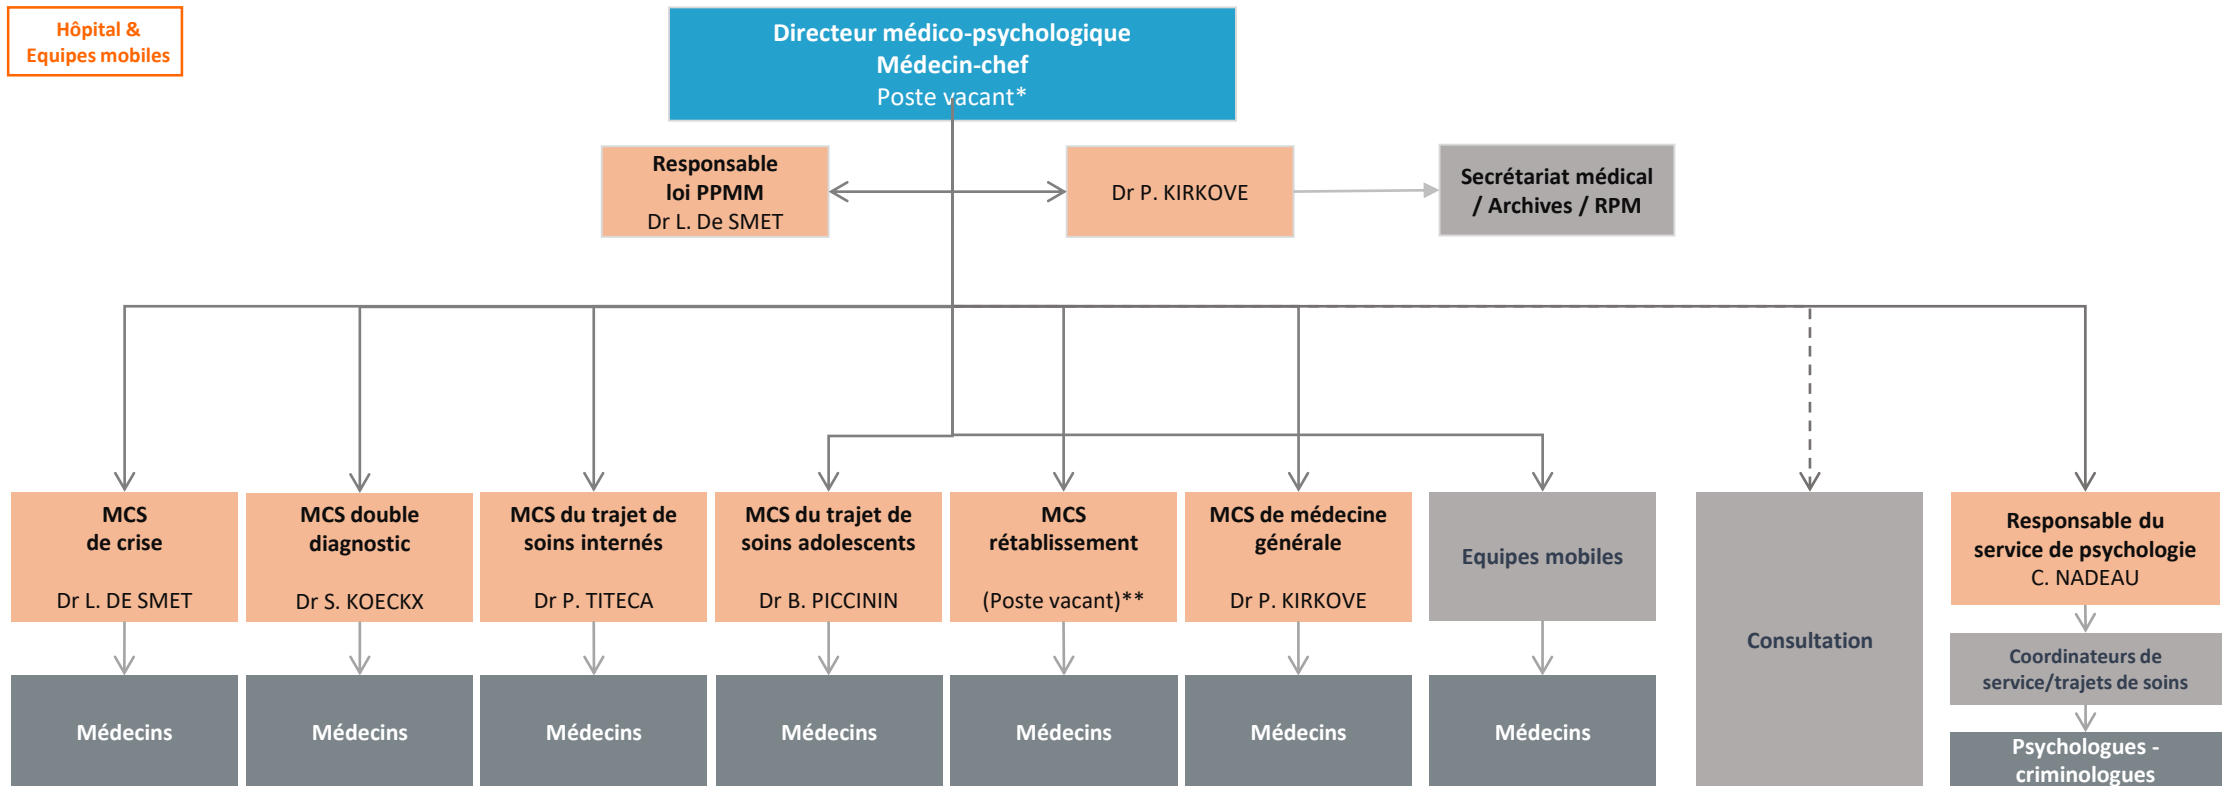 Hôpital &
Equipes mobiles
Directeur médico-psychologique
Médecin-chef
Poste vacant*
Responsable
loi PPMM
Dr L. De SMET
Dr P. KIRKOVE
Secrétariat médical
/ Archives / RPM
MCS
de crise
Dr L. DE SMET
MCS double
diagnostic
Dr S. KOECKX
MCS du trajet de
soins internés
Dr P. TITECA
MCS du trajet de
soins adolescents
Dr B. PICCININ
MCS
rétablissement
(Poste vacant)**
MCS de médecine
générale
Dr P. KIRKOVE
Equipes mobiles
Consultation
Responsable du
service de psychologie
C. NADEAU
Coordinateurs de
service/trajets de soins
Médecins
Médecins
Médecins
Médecins
Médecins
Médecins
Médecins
Psychologues -
criminologues